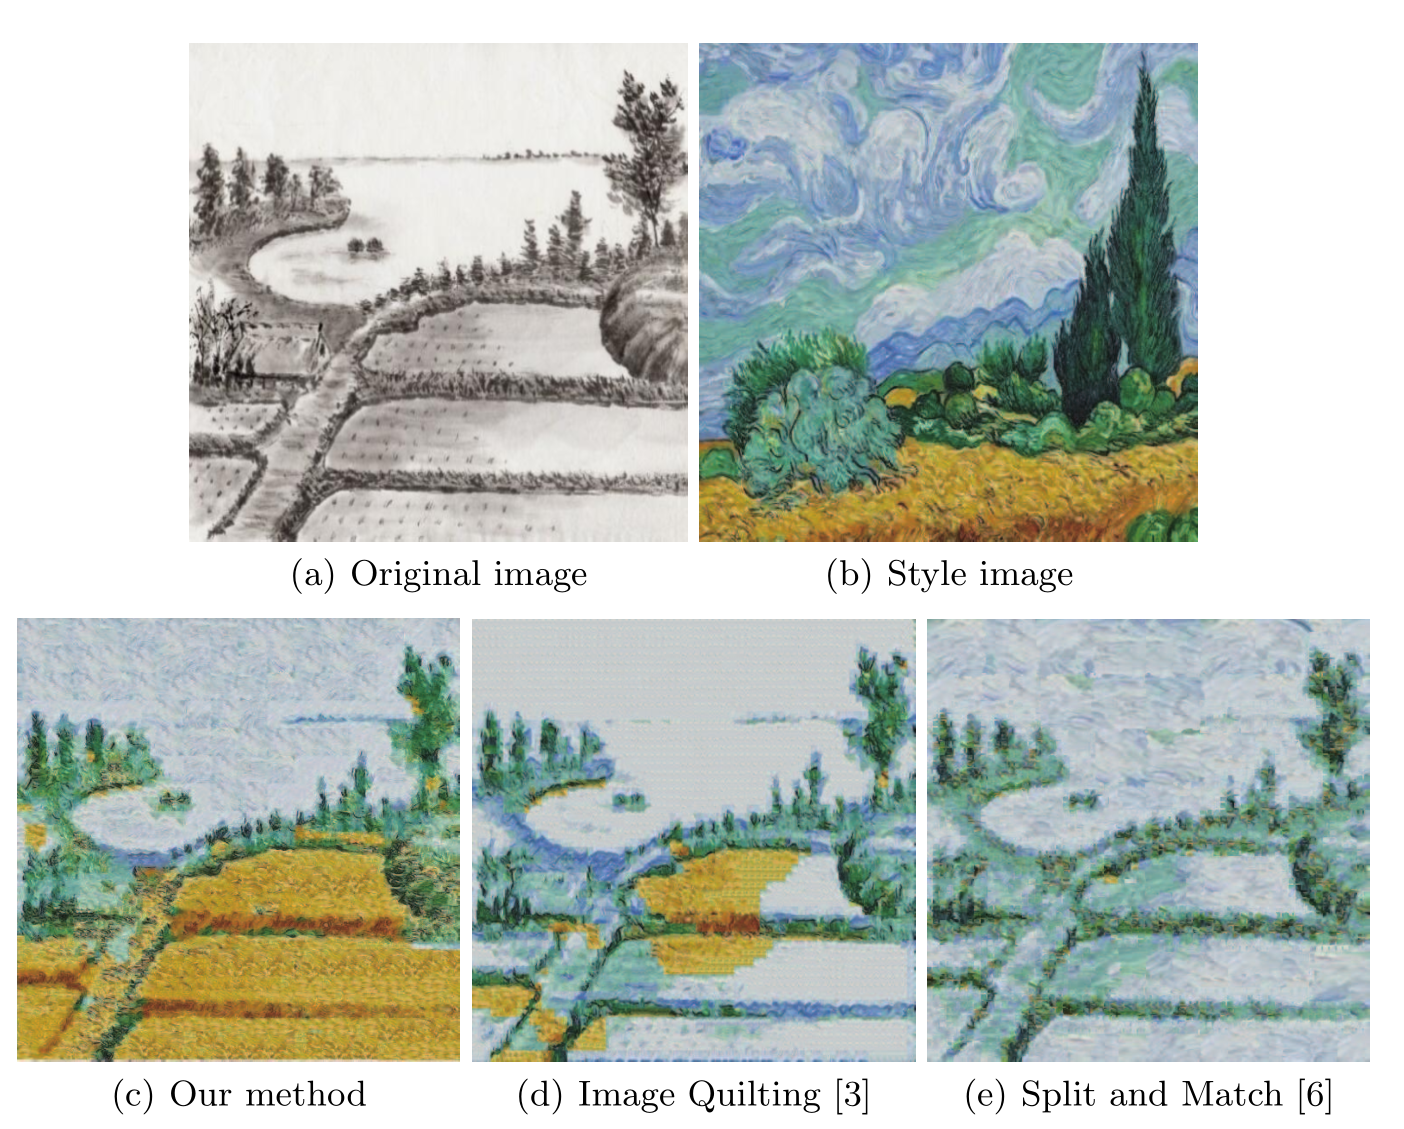 (a) Original image
(b) Style image
(c) Our method
(d) Image Quilting [3]
(e) Split and Match [6]